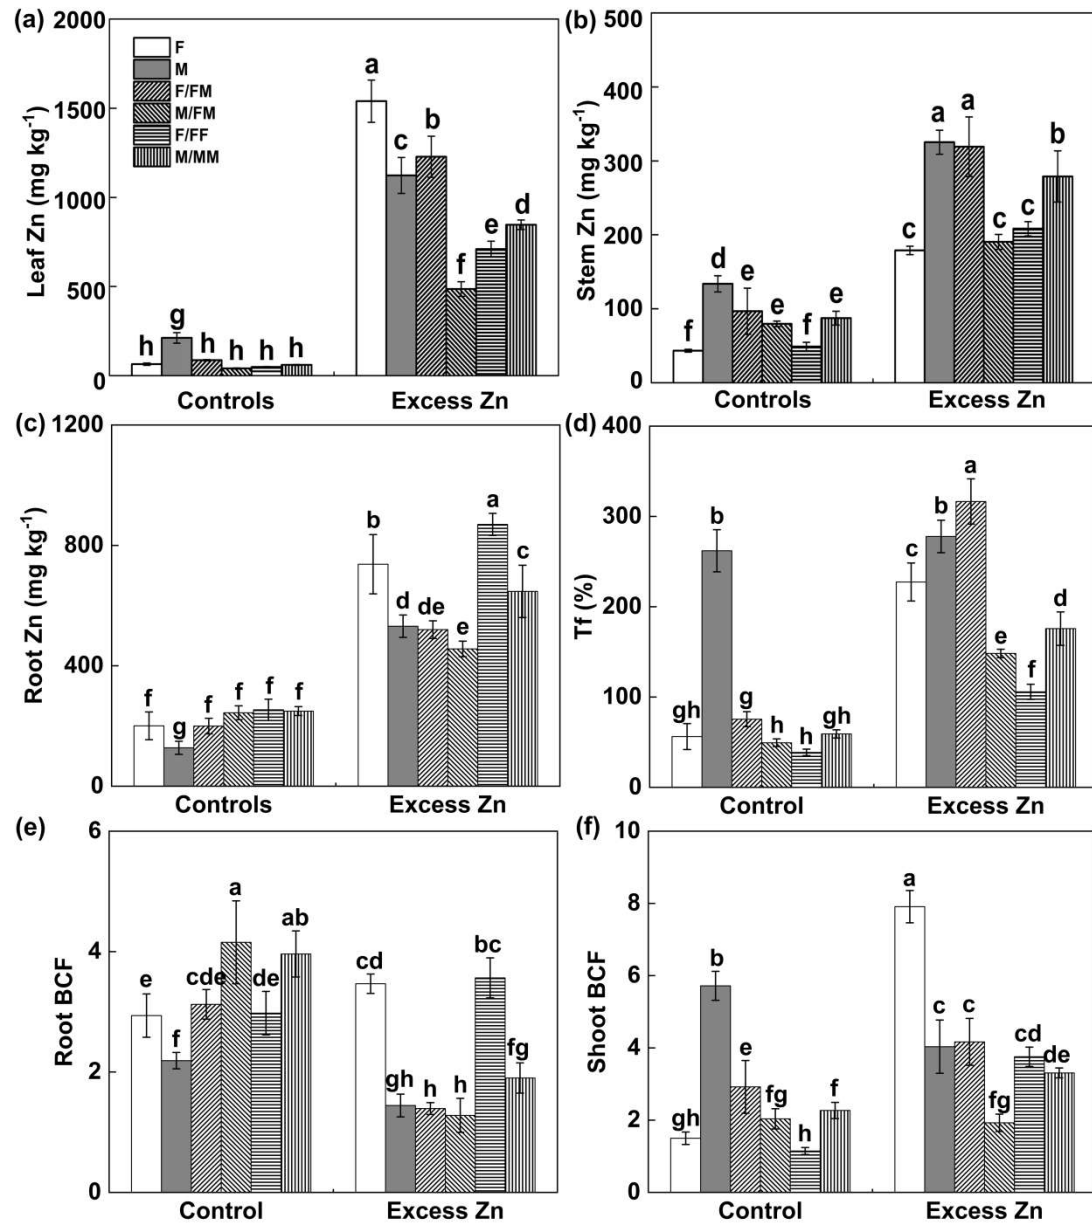 (a)
2000
1500
1000
500
0
Leaf Zn (mg kg⁻¹)
F
M
F/FM
M/FM
F/FF
M/MM
h g h h h h
a c b f e d
Controls Excess Zn
(b)
500
400
300
200
100
0
Stem Zn (mg kg⁻¹)
f d e e f e
c a a c c b
Controls Excess Zn
(c)
1200
800
400
0
Root Zn (mg kg⁻¹)
f g f f f f
b d de e a c
Controls Excess Zn
(d)
400
300
200
100
0
Tf (%)
gh b g h h gh
c b a e f d
Control Excess Zn
(e)
6
4
2
0
Root BCF
e f cde a de ab
cd gh h h bc fg
Control Excess Zn
(f)
10
8
6
4
2
0
Shoot BCF
gh b e fg h f
a c c fg cd de
Control Excess Zn